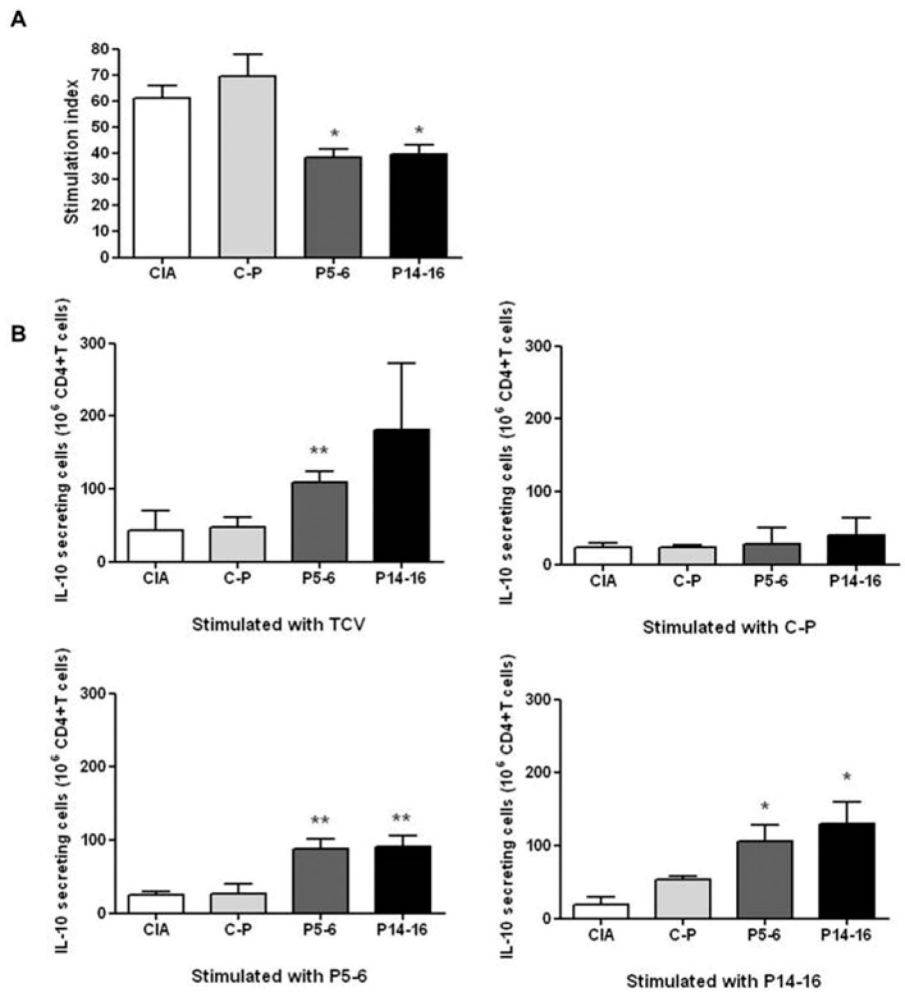 A
Stimulation index
80
70
60
50
40
30
20
10
0
* *
CIA C-P P5-6 P14-16
B
IL-10 secreting cells (10⁶ CD4+T cells)
300
200
100
0
**
CIA C-P P5-6 P14-16
Stimulated with TCV
IL-10 secreting cells (10⁶ CD4+T cells)
300
200
100
0
CIA C-P P5-6 P14-16
Stimulated with C-P
IL-10 secreting cells (10⁶ CD4+T cells)
300
200
100
0
** **
CIA C-P P5-6 P14-16
Stimulated with P5-6
IL-10 secreting cells (10⁶ CD4+T cells)
300
200
100
0
* *
CIA C-P P5-6 P14-16
Stimulated with P14-16